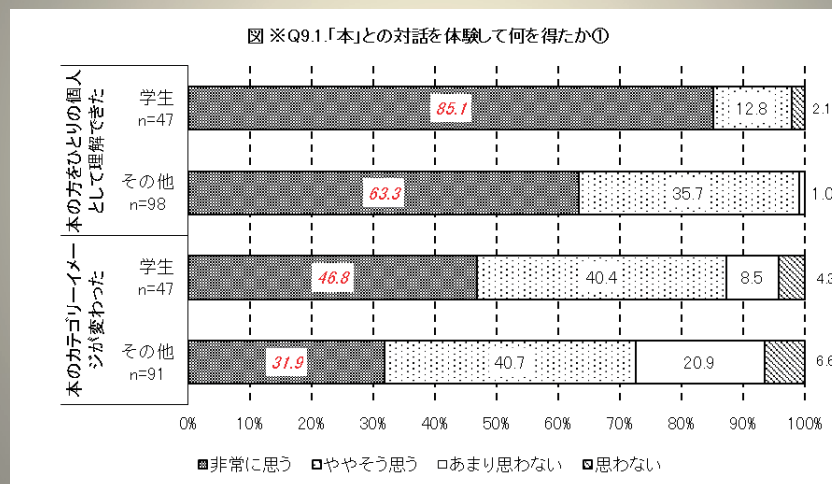 図 ※Q9.1.「本」との対話を体験して何を得たか①
本の方をひとりの個人
として理解できた
学生
n=47
85.1
12.8
2.1
その他
n=98
63.3
35.7
1.0
本のカテゴリーイメー
ジが変わった
学生
n=47
46.8
40.4
8.5
4.3
その他
n=91
31.9
40.7
20.9
6.6
0% 10% 20% 30% 40% 50% 60% 70% 80% 90% 100%
非常に思う ややそう思う あまり思わない 思わない